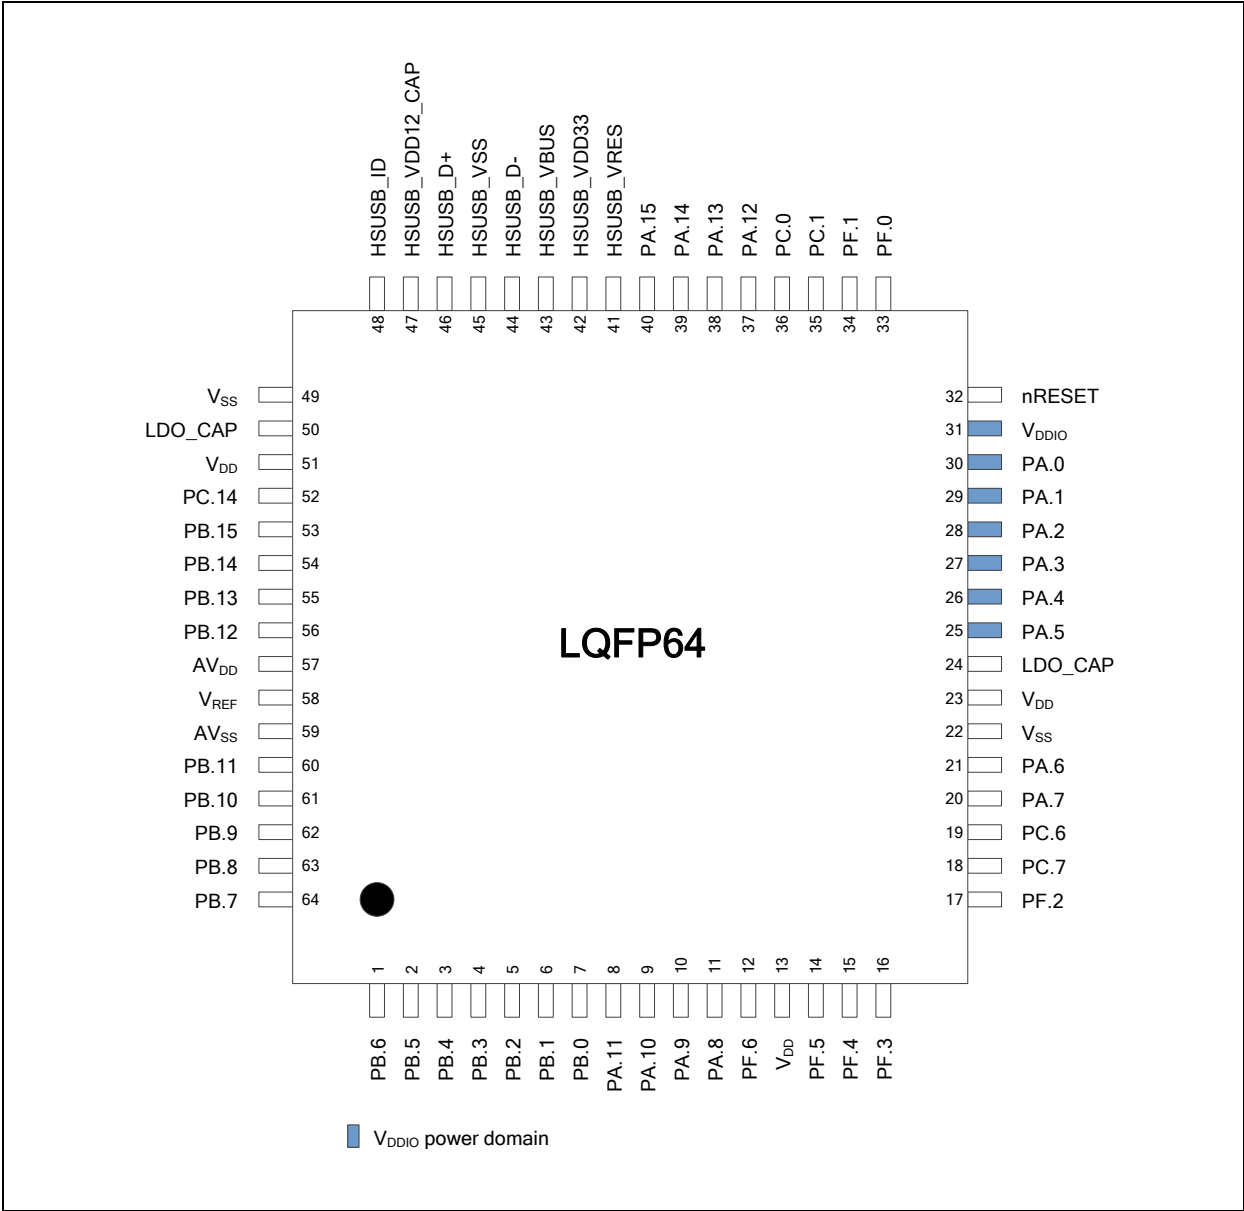 HSUSB_ID
HSUSB_VDD12_CAP
HSUSB_D+
HSUSB_VSS
HSUSB_D-
HSUSB_VBUS
HSUSB_VDD33
HSUSB_VRES
PA.15
PA.14
PA.13
PA.12
PC.0
PC.1
PF.1
PF.0
48 47 46 45 44 43 42 41 40 39 38 37 36 35 34 33
VSS 49
LDO_CAP 50
VDD 51
PC.14 52
PB.15 53
PB.14 54
PB.13 55
PB.12 56
AVDD 57
VREF 58
AVSS 59
PB.11 60
PB.10 61
PB.9 62
PB.8 63
PB.7 64
LQFP64
32 nRESET
31 VDDIO
30 PA.0
29 PA.1
28 PA.2
27 PA.3
26 PA.4
25 PA.5
24 LDO_CAP
23 VDD
22 VSS
21 PA.6
20 PA.7
19 PC.6
18 PC.7
17 PF.2
1 2 3 4 5 6 7 8 9 10 11 12 13 14 15 16
PB.6
PB.5
PB.4
PB.3
PB.2
PB.1
PB.0
PA.11
PA.10
PA.9
PA.8
PF.6
VDD
PF.5
PF.4
PF.3
VDDIO power domain